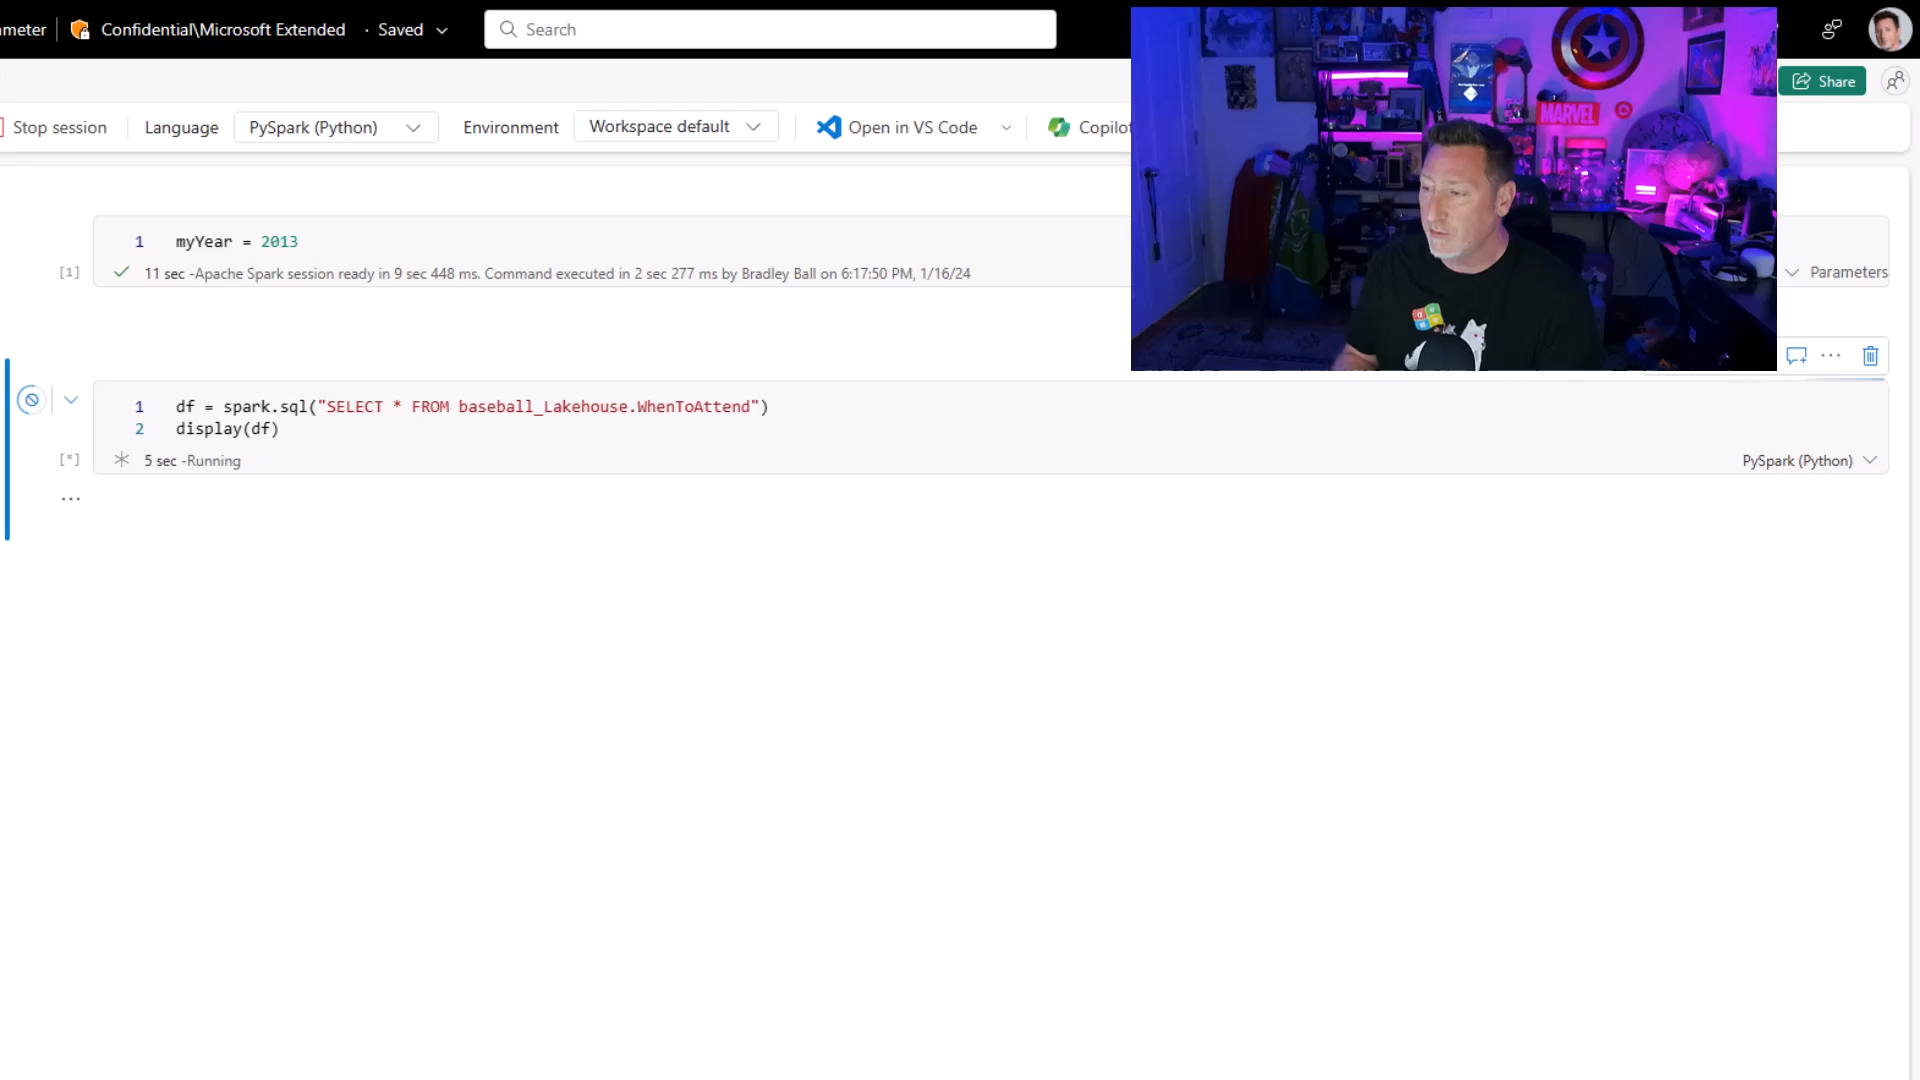 ameter
Confidential\Microsoft Extended · Saved
Search
Share
Stop session
Language
PySpark (Python)
Environment
Workspace default
Open in VS Code
Copilot
MARVEL
1 myYear = 2013
[1]
11 sec -Apache Spark session ready in 9 sec 448 ms. Command executed in 2 sec 277 ms by Bradley Ball on 6:17:50 PM, 1/16/24
Parameters
1 df = spark.sql("SELECT * FROM baseball_Lakehouse.WhenToAttend")
2 display(df)
[*]
5 sec -Running
PySpark (Python)